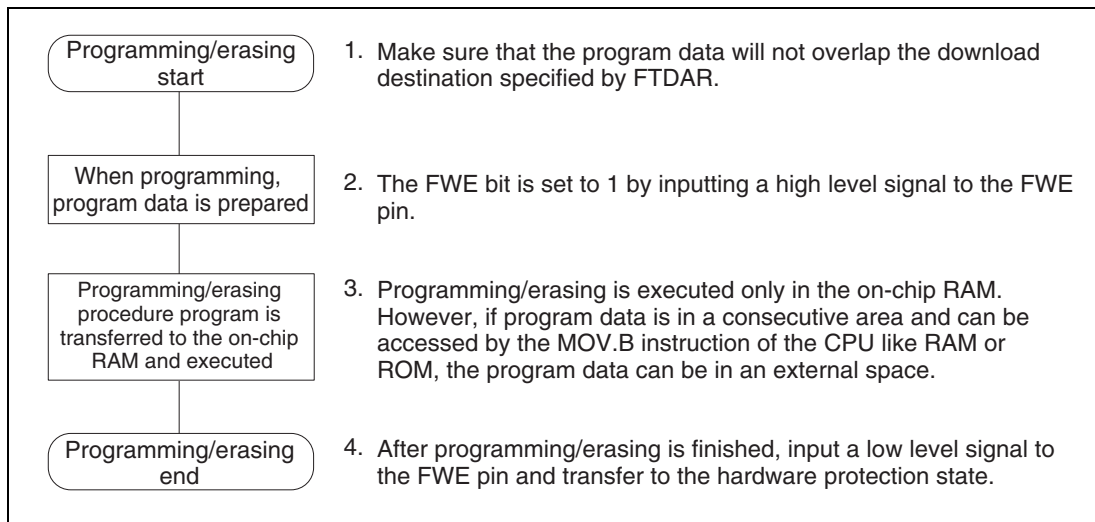 Programming/erasing
start
1. Make sure that the program data will not overlap the download
destination specified by FTDAR.
When programming,
program data is prepared
2. The FWE bit is set to 1 by inputting a high level signal to the FWE
pin.
Programming/erasing
procedure program is
transferred to the on-chip
RAM and executed
3. Programming/erasing is executed only in the on-chip RAM.
However, if program data is in a consecutive area and can be
accessed by the MOV.B instruction of the CPU like RAM or
ROM, the program data can be in an external space.
Programming/erasing
end
4. After programming/erasing is finished, input a low level signal to
the FWE pin and transfer to the hardware protection state.